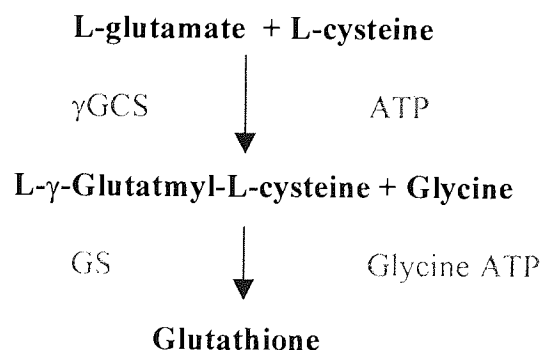 L-glutamate + L-cysteine
γGCS ATP
L-γ-Glutatmyl-L-cysteine + Glycine
GS Glycine ATP
Glutathione